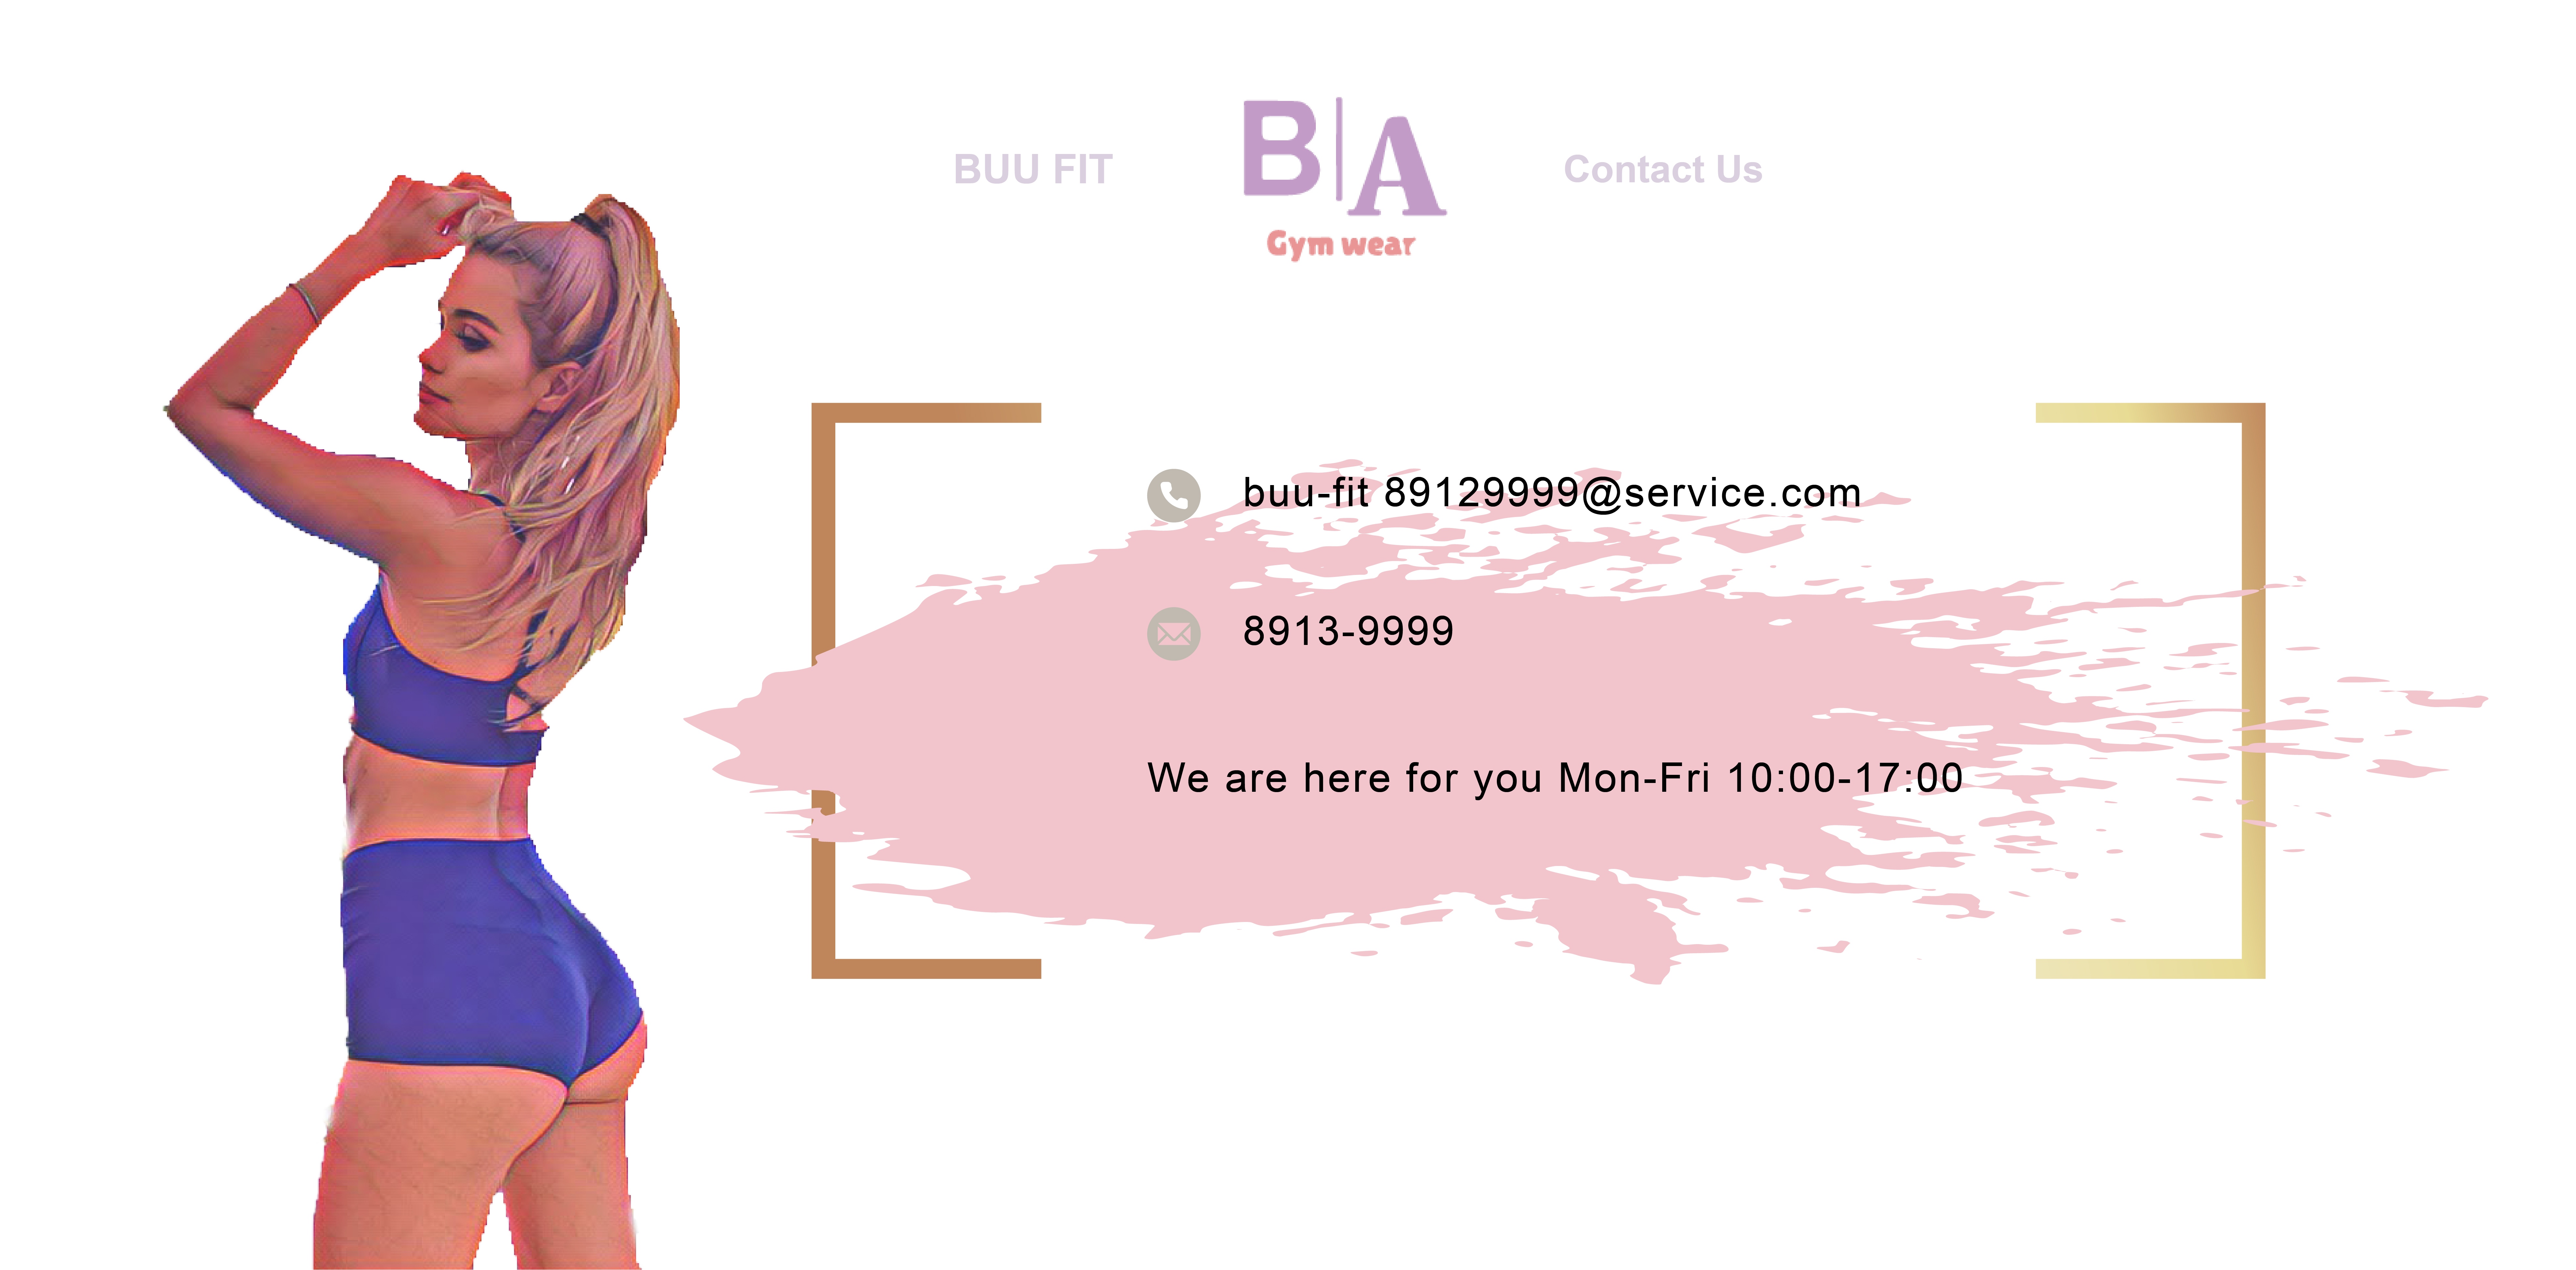 BUU FIT
B|A
Gym wear
Contact Us
buu-fit 89129999@service.com
8913-9999
We are here for you Mon-Fri 10:00-17:00